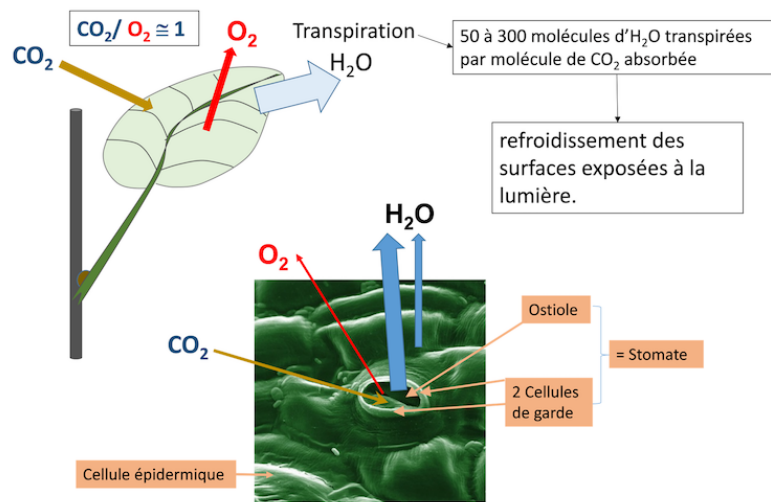 CO₂/ O₂ ≅ 1
O₂
Transpiration
H₂O
CO₂
50 à 300 molécules d’H₂O transpirées
par molécule de CO₂ absorbée
refroidissement des
surfaces exposées à la
lumière.
H₂O
O₂
CO₂
Ostiole
= Stomate
2 Cellules
de garde
Cellule épidermique